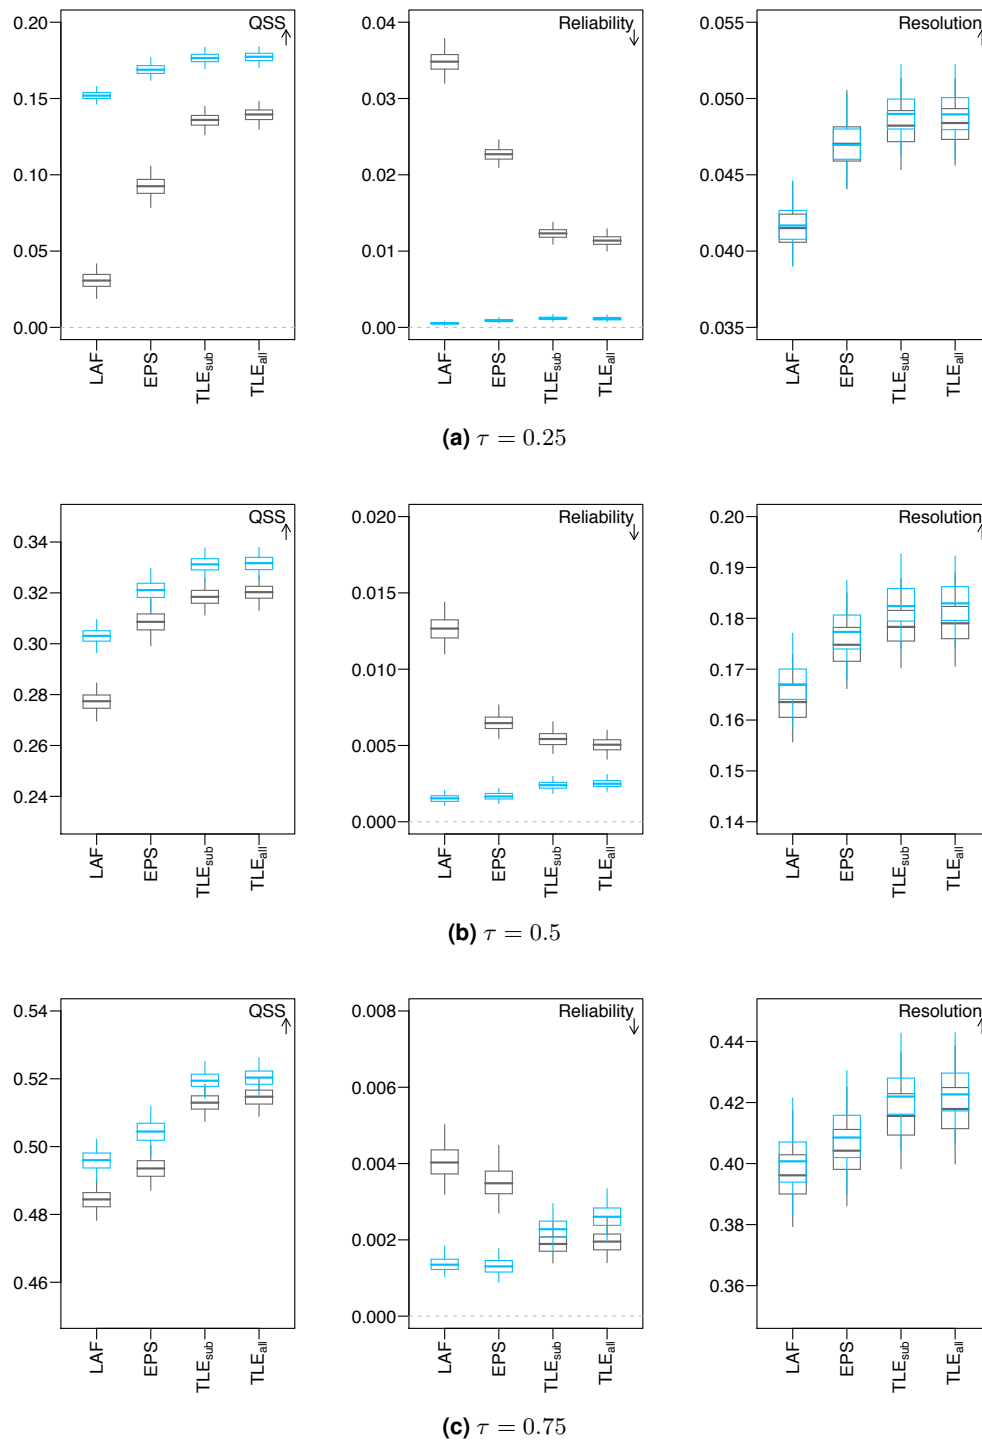 QSS
0.20
0.15
0.10
0.05
0.00
LAF
EPS
TLEsub
TLEall
Reliability
0.04
0.03
0.02
0.01
0.00
LAF
EPS
TLEsub
TLEall
Resolution
0.055
0.050
0.045
0.040
0.035
LAF
EPS
TLEsub
TLEall
(a) τ = 0.25
QSS
0.34
0.32
0.30
0.28
0.26
0.24
LAF
EPS
TLEsub
TLEall
Reliability
0.020
0.015
0.010
0.005
0.000
LAF
EPS
TLEsub
TLEall
Resolution
0.20
0.19
0.18
0.17
0.16
0.15
0.14
LAF
EPS
TLEsub
TLEall
(b) τ = 0.5
QSS
0.54
0.52
0.50
0.48
0.46
LAF
EPS
TLEsub
TLEall
Reliability
0.008
0.006
0.004
0.002
0.000
LAF
EPS
TLEsub
TLEall
Resolution
0.44
0.42
0.40
0.38
0.36
LAF
EPS
TLEsub
TLEall
(c) τ = 0.75